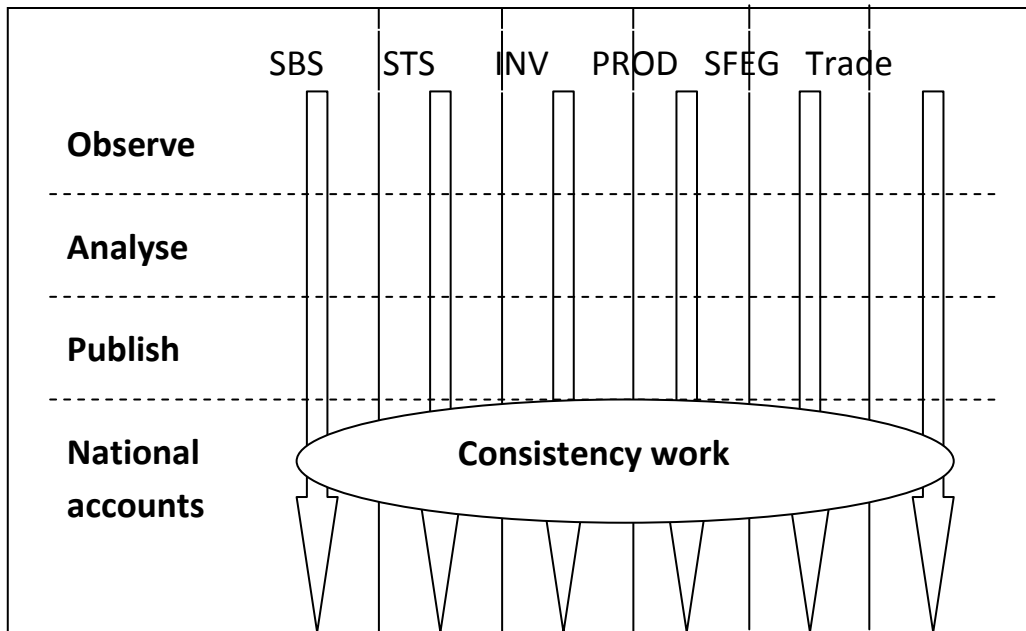 SBS STS INV PROD SFEG Trade
Observe
Analyse
Publish
National
accounts
Consistency work